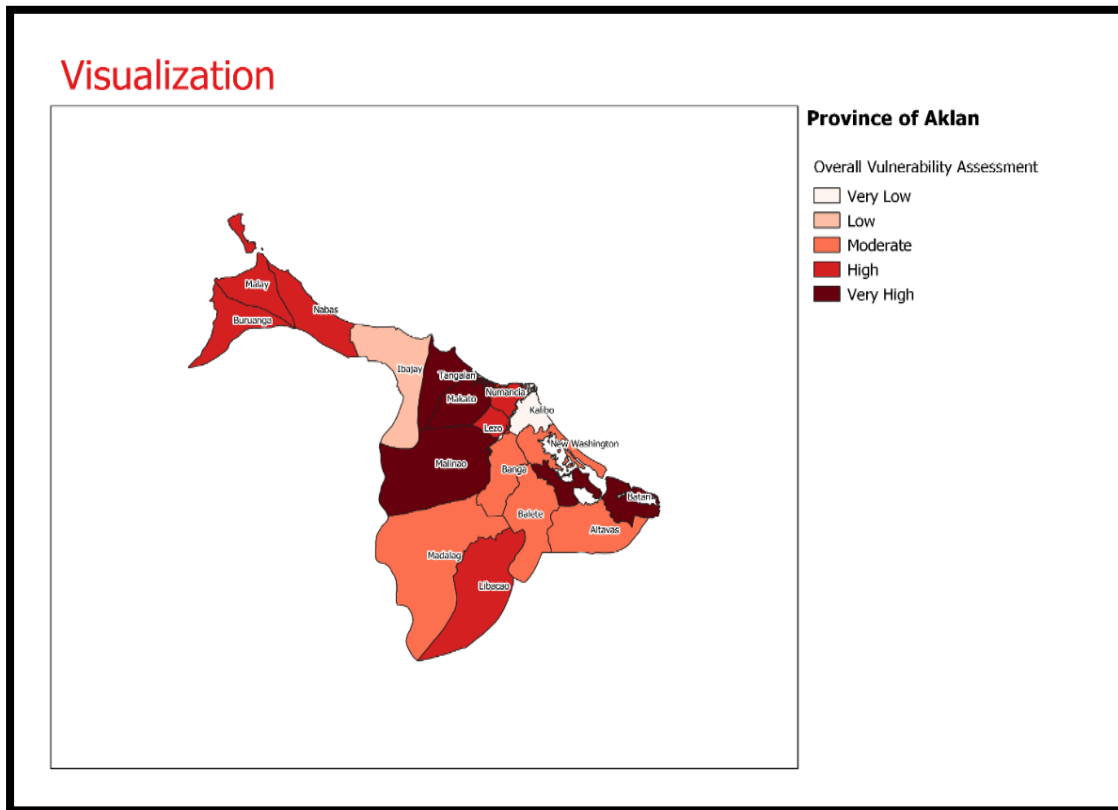 Visualization
Province of Aklan
Overall Vulnerability Assessment
Very Low
Low
Moderate
High
Very High
Malay
Nabas
Buruanga
Ibajay
Tangalan
Numancia
Makato
Kalibo
Lezo
New Washington
Malinao
Banga
Batan
Balete
Altavas
Madalag
Libacao